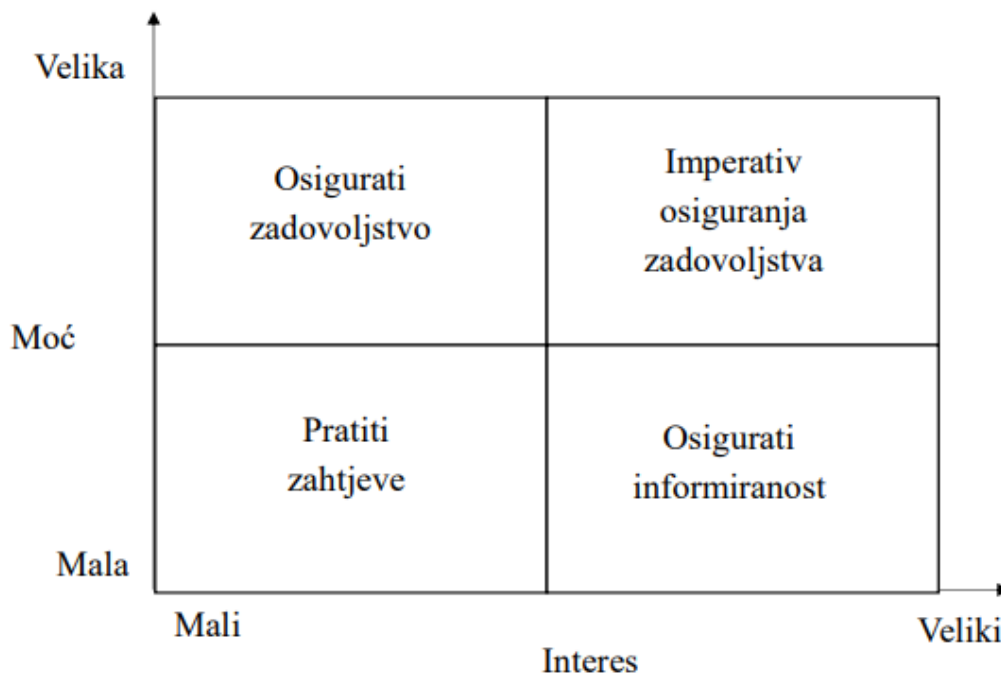 Velika
Osigurati
zadovoljstvo
Imperativ
osiguranja
zadovoljstva
Moć
Pratiti
zahtjeve
Osigurati
informiranost
Mala
Mali
Veliki
Interes